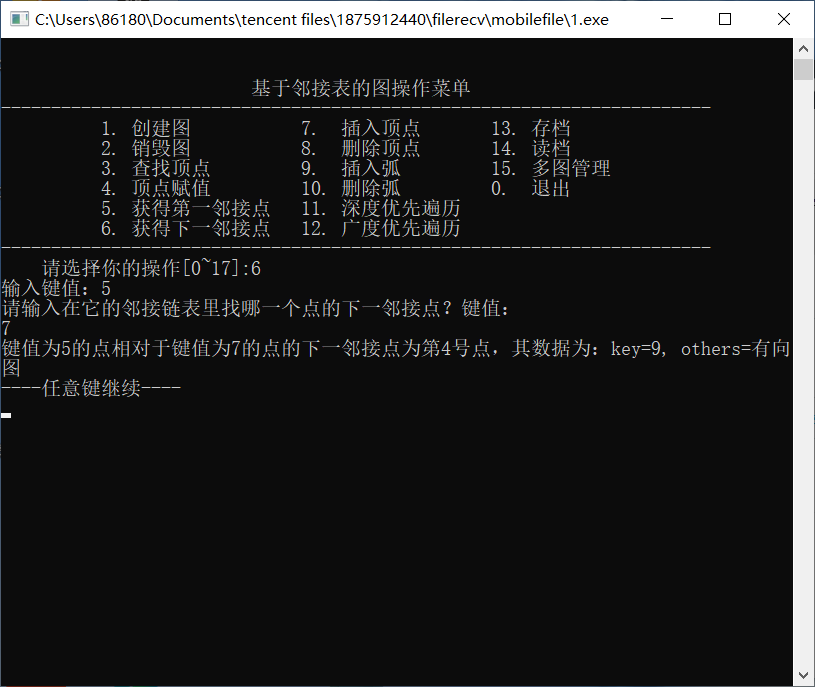 C:\Users\86180\Documents\tencent files\1875912440\filerecv\mobilefile\1.exe
基于邻接表的图操作菜单
-----------------------------------------------------------------------
1. 创建图 7. 插入顶点 13. 存档
2. 销毁图 8. 删除顶点 14. 读档
3. 查找顶点 9. 插入弧 15. 多图管理
4. 顶点赋值 10. 删除弧 0. 退出
5. 获得第一邻接点 11. 深度优先遍历
6. 获得下一邻接点 12. 广度优先遍历
-----------------------------------------------------------------------
请选择你的操作[0~17]:6
输入键值：5
请输入在它的邻接链表里找哪一个点的下一邻接点？键值：
7
键值为5的点相对于键值为7的点的下一邻接点为第4号点，其数据为：key=9, others=有向
图
----任意键继续----